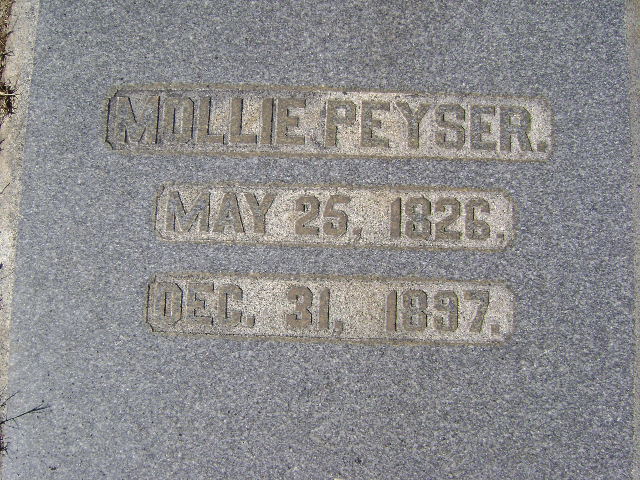 MOLLIE PEYSER.
MAY 25, 1826.
DEC. 31, 1897.